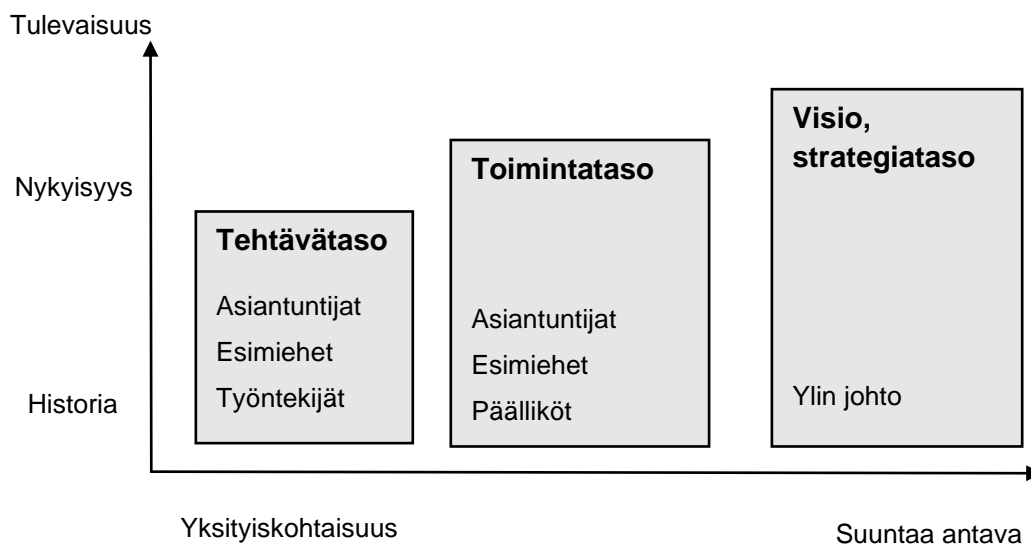 Tulevaisuus
Nykyisyys
Historia
Tehtävätaso
Asiantuntijat
Esimiehet
Työntekijät
Toimintataso
Asiantuntijat
Esimiehet
Päälliköt
Visio,
strategiataso
Ylin johto
Yksityiskohtaisuus
Suuntaa antava